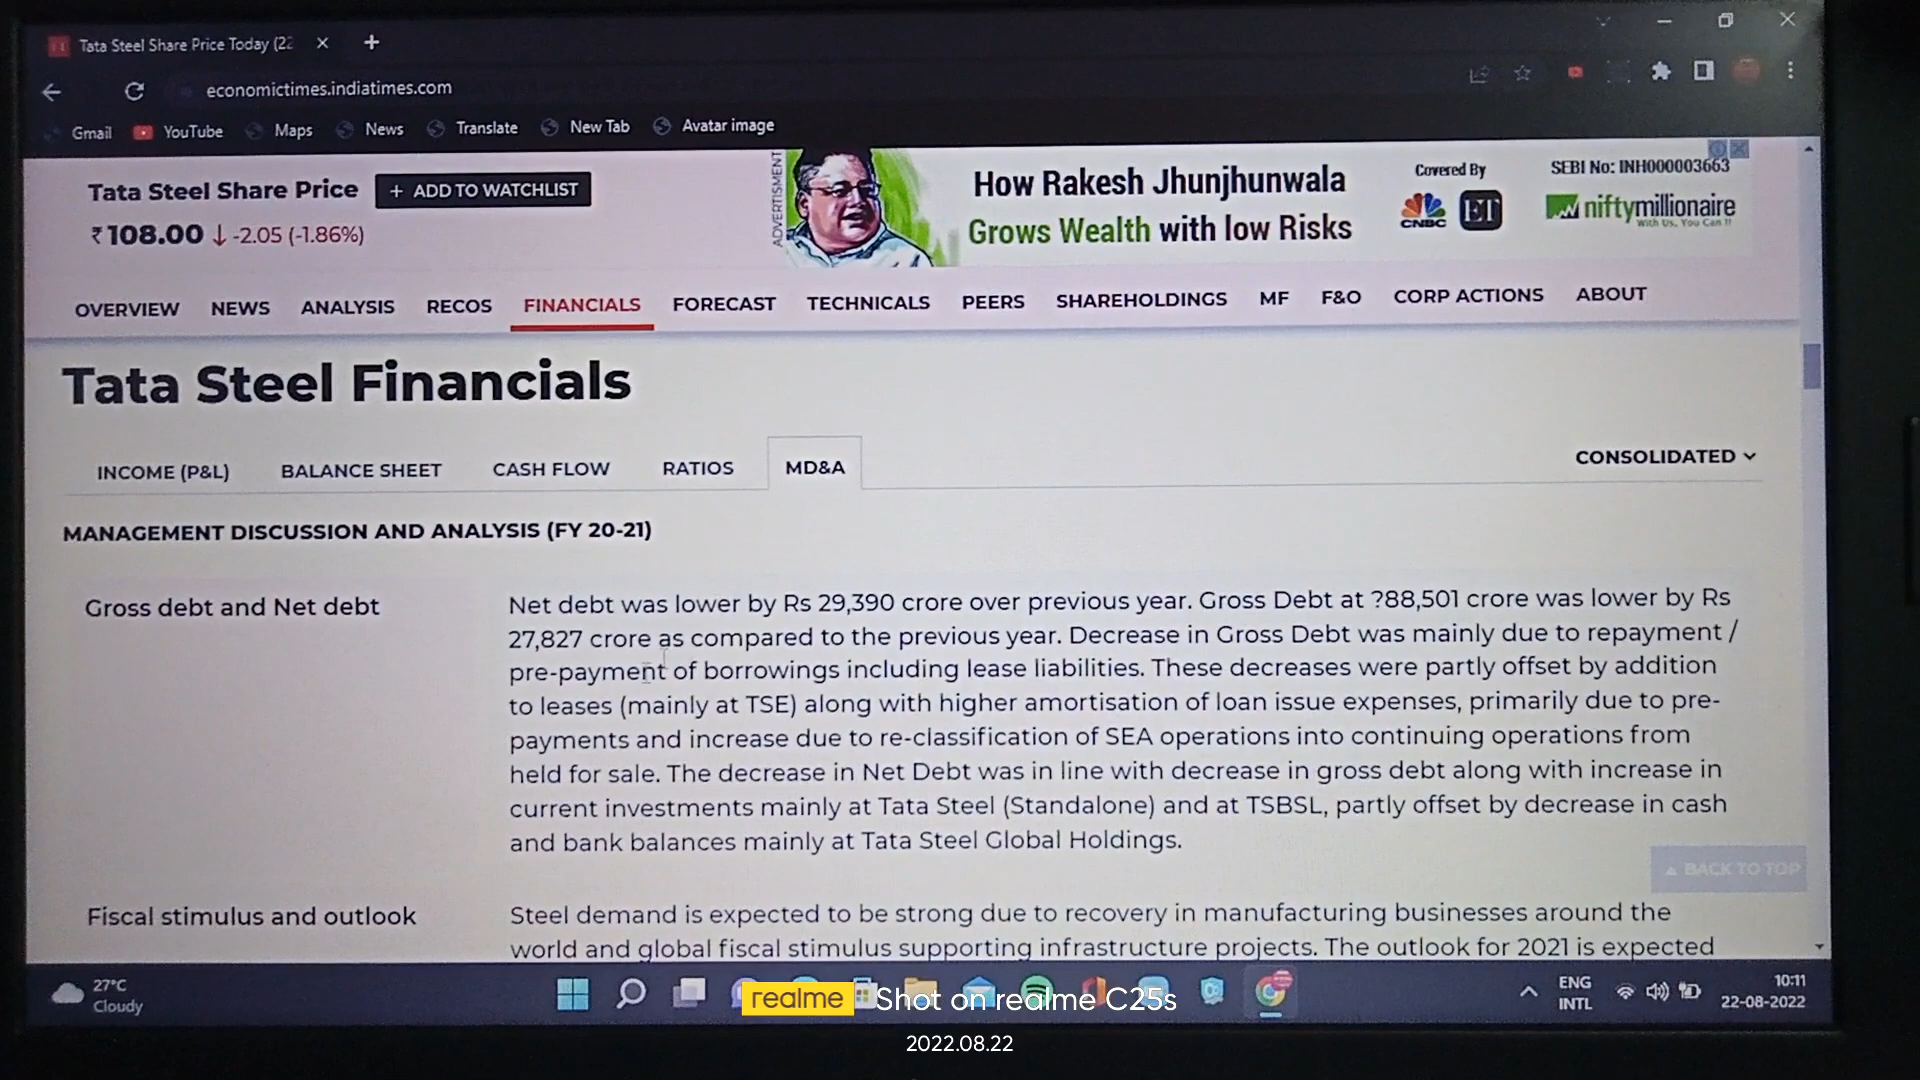 Tata Steel Share Price Today (22
economictimes.indiatimes.com
Gmail YouTube Maps News Translate New Tab Avatar image
Tata Steel Share Price + ADD TO WATCHLIST
₹108.00 ↓ -2.05 (-1.86%)
ADVERTISMENT
How Rakesh Jhunjhunwala
Grows Wealth with low Risks
Covered By
CNBC ET
SEBI No: INH000003663
niftymillionaire
With Us, You Can !!
OVERVIEW NEWS ANALYSIS RECOS FINANCIALS FORECAST TECHNICALS PEERS SHAREHOLDINGS MF F&O CORP ACTIONS ABOUT
Tata Steel Financials
INCOME (P&L) BALANCE SHEET CASH FLOW RATIOS MD&A CONSOLIDATED
MANAGEMENT DISCUSSION AND ANALYSIS (FY 20-21)
Gross debt and Net debt
Net debt was lower by Rs 29,390 crore over previous year. Gross Debt at ?88,501 crore was lower by Rs
27,827 crore as compared to the previous year. Decrease in Gross Debt was mainly due to repayment /
pre-payment of borrowings including lease liabilities. These decreases were partly offset by addition
to leases (mainly at TSE) along with higher amortisation of loan issue expenses, primarily due to pre-
payments and increase due to re-classification of SEA operations into continuing operations from
held for sale. The decrease in Net Debt was in line with decrease in gross debt along with increase in
current investments mainly at Tata Steel (Standalone) and at TSBSL, partly offset by decrease in cash
and bank balances mainly at Tata Steel Global Holdings.
BACK TO TOP
Fiscal stimulus and outlook
Steel demand is expected to be strong due to recovery in manufacturing businesses around the
world and global fiscal stimulus supporting infrastructure projects. The outlook for 2021 is expected
27°C
Cloudy
ENG
INTL
10:11
22-08-2022
realme Shot on realme C25s
2022.08.22